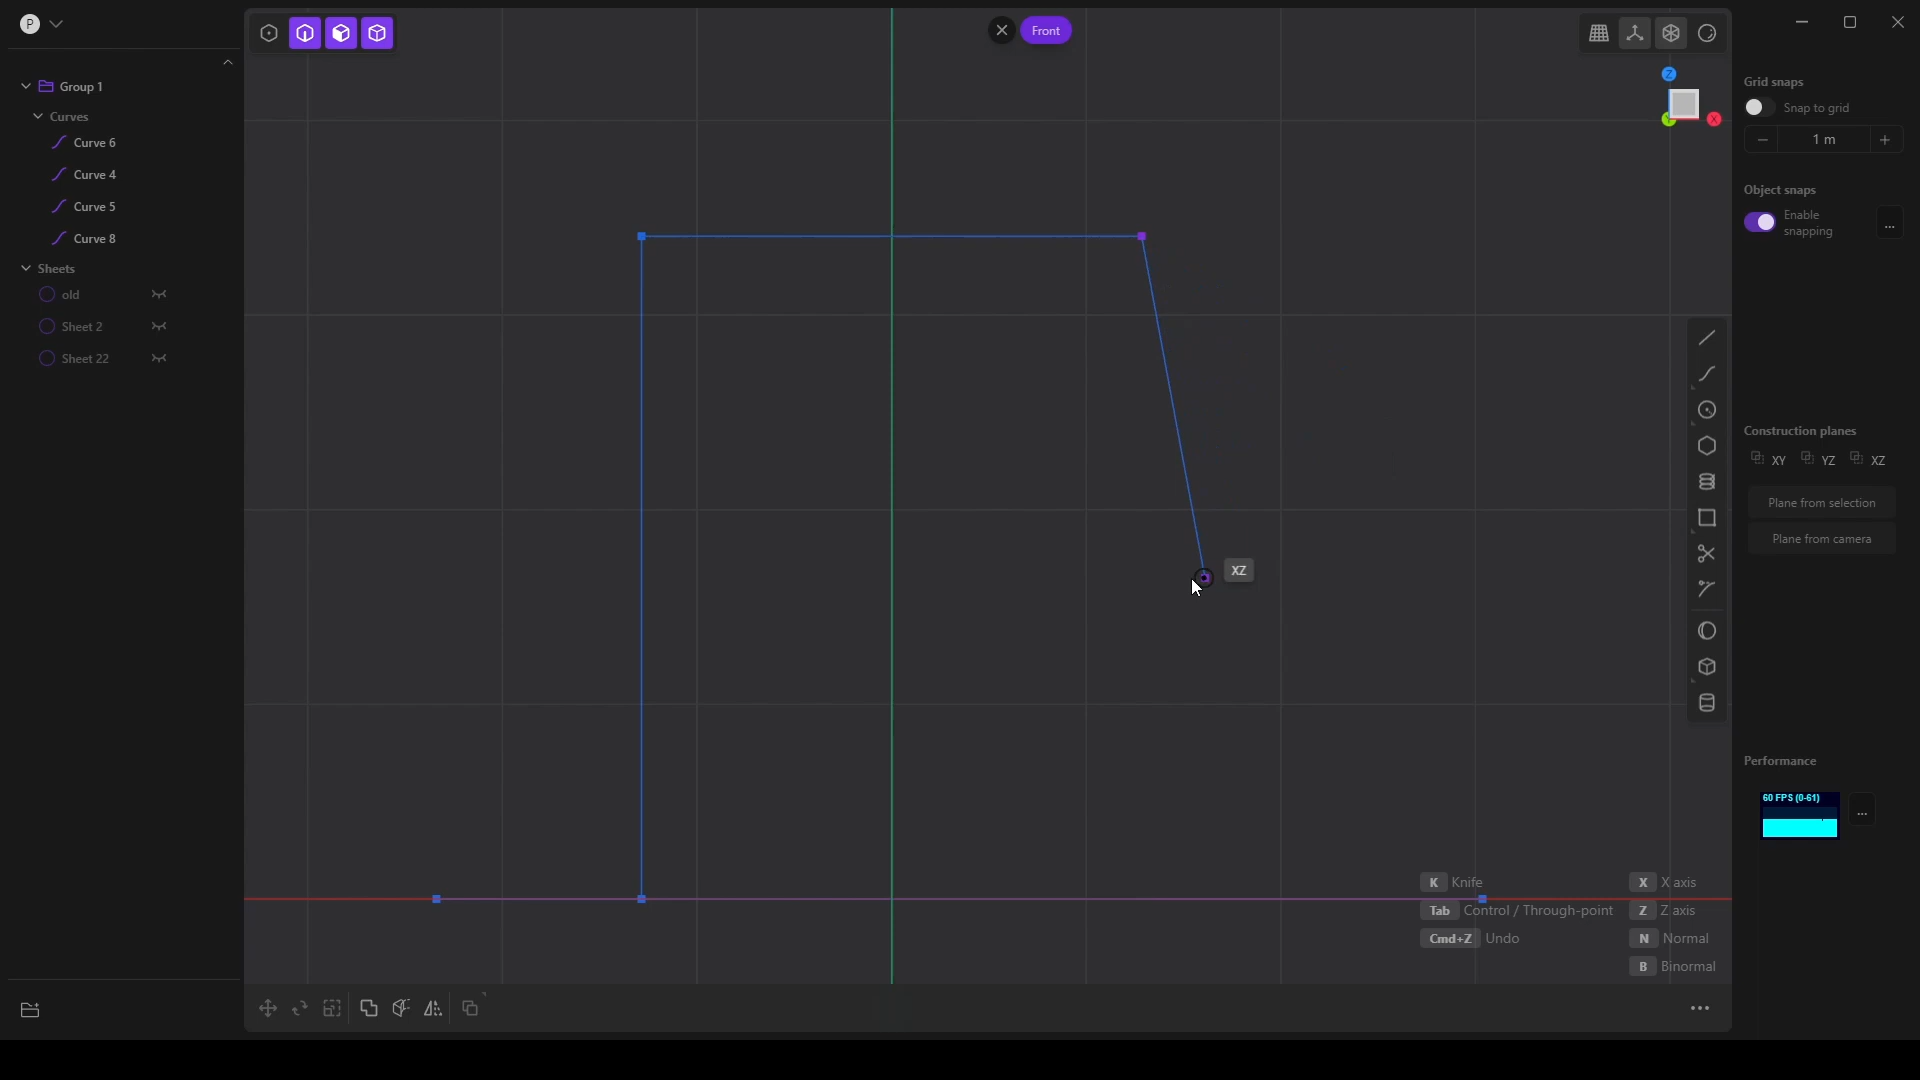 P
Front
Group 1
Curves
Curve 6
Curve 4
Curve 5
Curve 8
Sheets
old
Sheet 2
Sheet 22
Z
Y
X
Grid snaps
Snap to grid
1 m
Object snaps
Enable
snapping
...
Construction planes
XY
YZ
XZ
Plane from selection
Plane from camera
XZ
Performance
60 FPS (0-61)
...
K Knife
X X axis
Tab Control / Through-point
Z Z axis
Cmd+Z Undo
N Normal
B Binormal